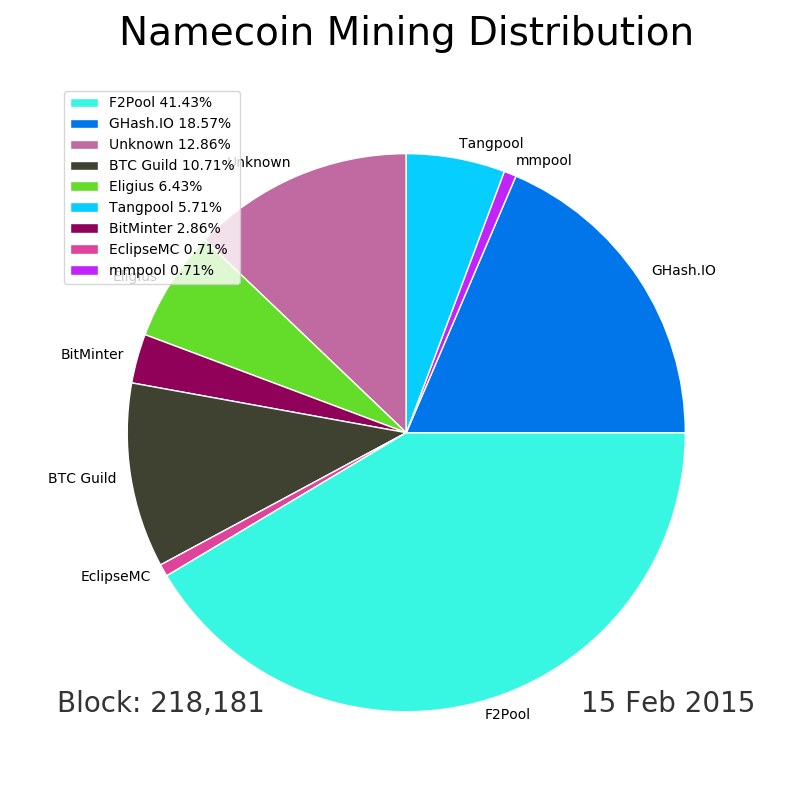 Namecoin Mining Distribution
F2Pool 41.43%
GHash.IO 18.57%
Unknown 12.86%
BTC Guild 10.71%
Eligius 6.43%
Tangpool 5.71%
BitMinter 2.86%
EclipseMC 0.71%
mmpool 0.71%
Tangpool
mmpool
Unknown
GHash.IO
Eligius
BitMinter
BTC Guild
EclipseMC
F2Pool
Block: 218,181
15 Feb 2015